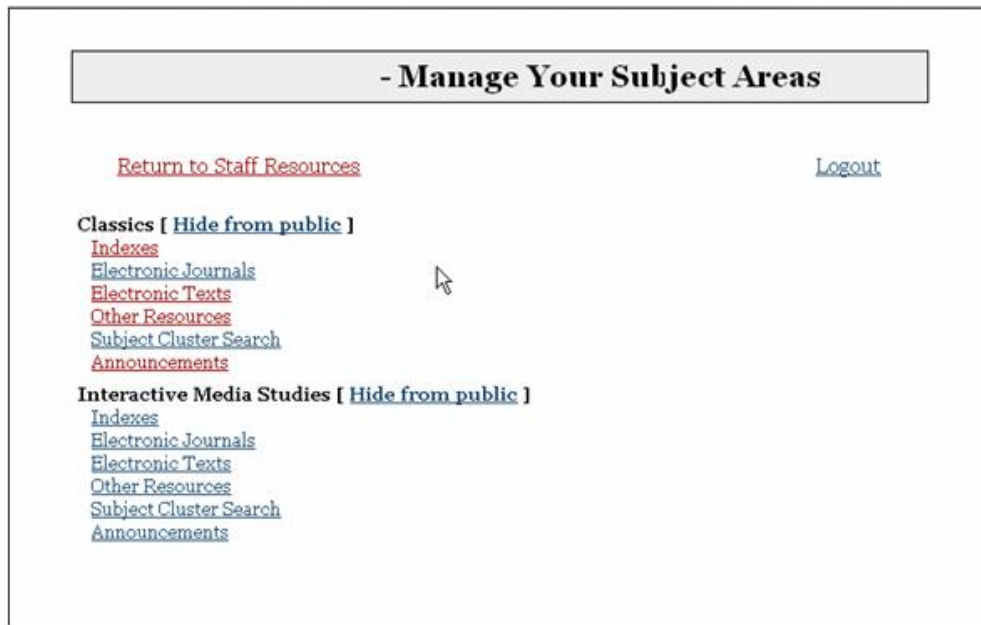 - Manage Your Subject Areas
Return to Staff Resources Logout
Classics [ Hide from public ]
Indexes
Electronic Journals
Electronic Texts
Other Resources
Subject Cluster Search
Announcements
Interactive Media Studies [ Hide from public ]
Indexes
Electronic Journals
Electronic Texts
Other Resources
Subject Cluster Search
Announcements